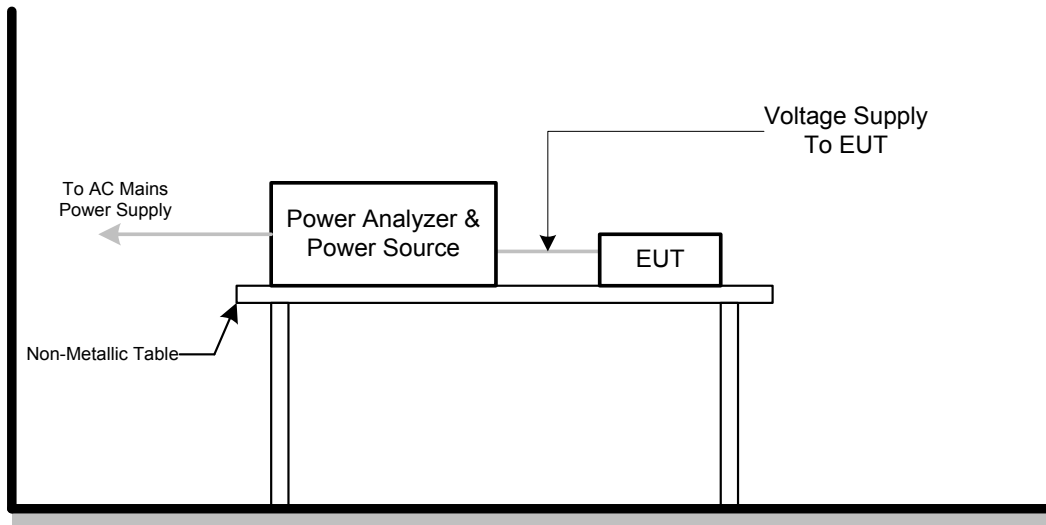 Voltage Supply
To EUT
To AC Mains
Power Supply
Power Analyzer &
Power Source
EUT
Non-Metallic Table